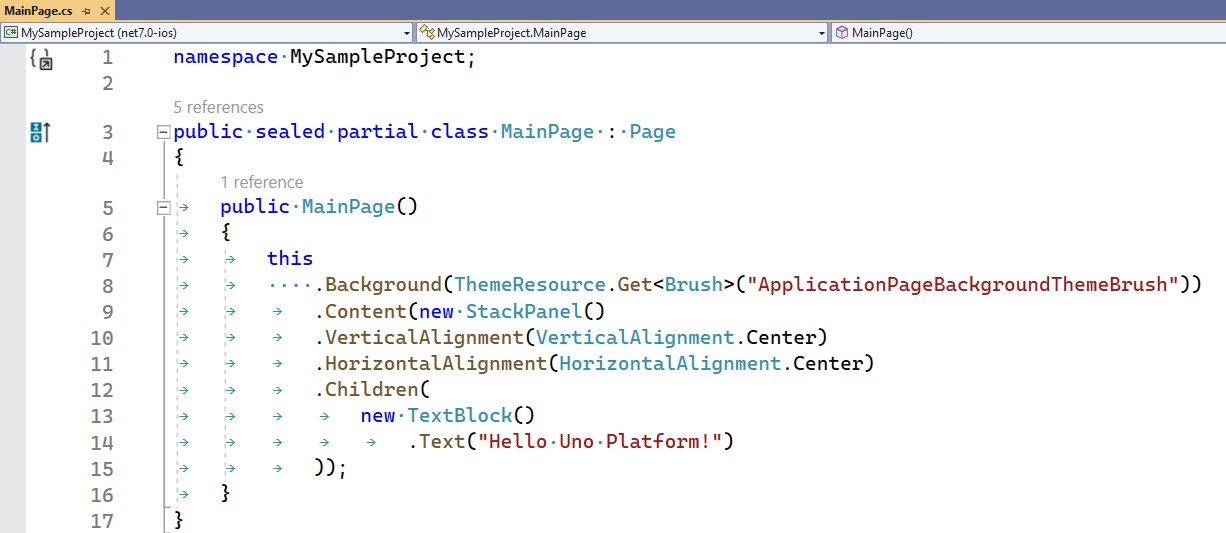 MainPage.cs
MySampleProject (net7.0-ios) MySampleProject.MainPage MainPage()
1 namespace MySampleProject;
2
5 references
3 public sealed partial class MainPage : Page
4 {
1 reference
5 public MainPage()
6 {
7 this
8 .Background(ThemeResource.Get<Brush>("ApplicationPageBackgroundThemeBrush"))
9 .Content(new StackPanel()
10 .VerticalAlignment(VerticalAlignment.Center)
11 .HorizontalAlignment(HorizontalAlignment.Center)
12 .Children(
13 new TextBlock()
14 .Text("Hello Uno Platform!")
15 ));
16 }
17 }